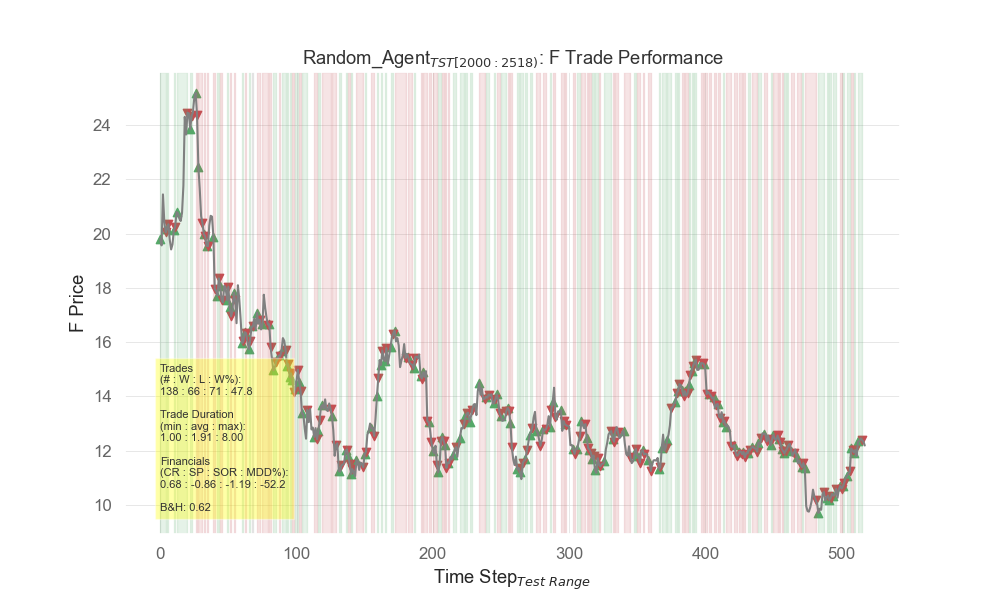 Random_Agent_TST[2000:2518): F Trade Performance
F Price
24
22
20
18
16
14
12
10
Trades
(# : W : L : W%):
138 : 66 : 71 : 47.8
Trade Duration
(min : avg : max):
1.00 : 1.91 : 8.00
Financials
(CR : SP : SOR : MDD%):
0.68 : -0.86 : -1.19 : -52.2
B&H: 0.62
0 100 200 300 400 500
Time Step Test Range